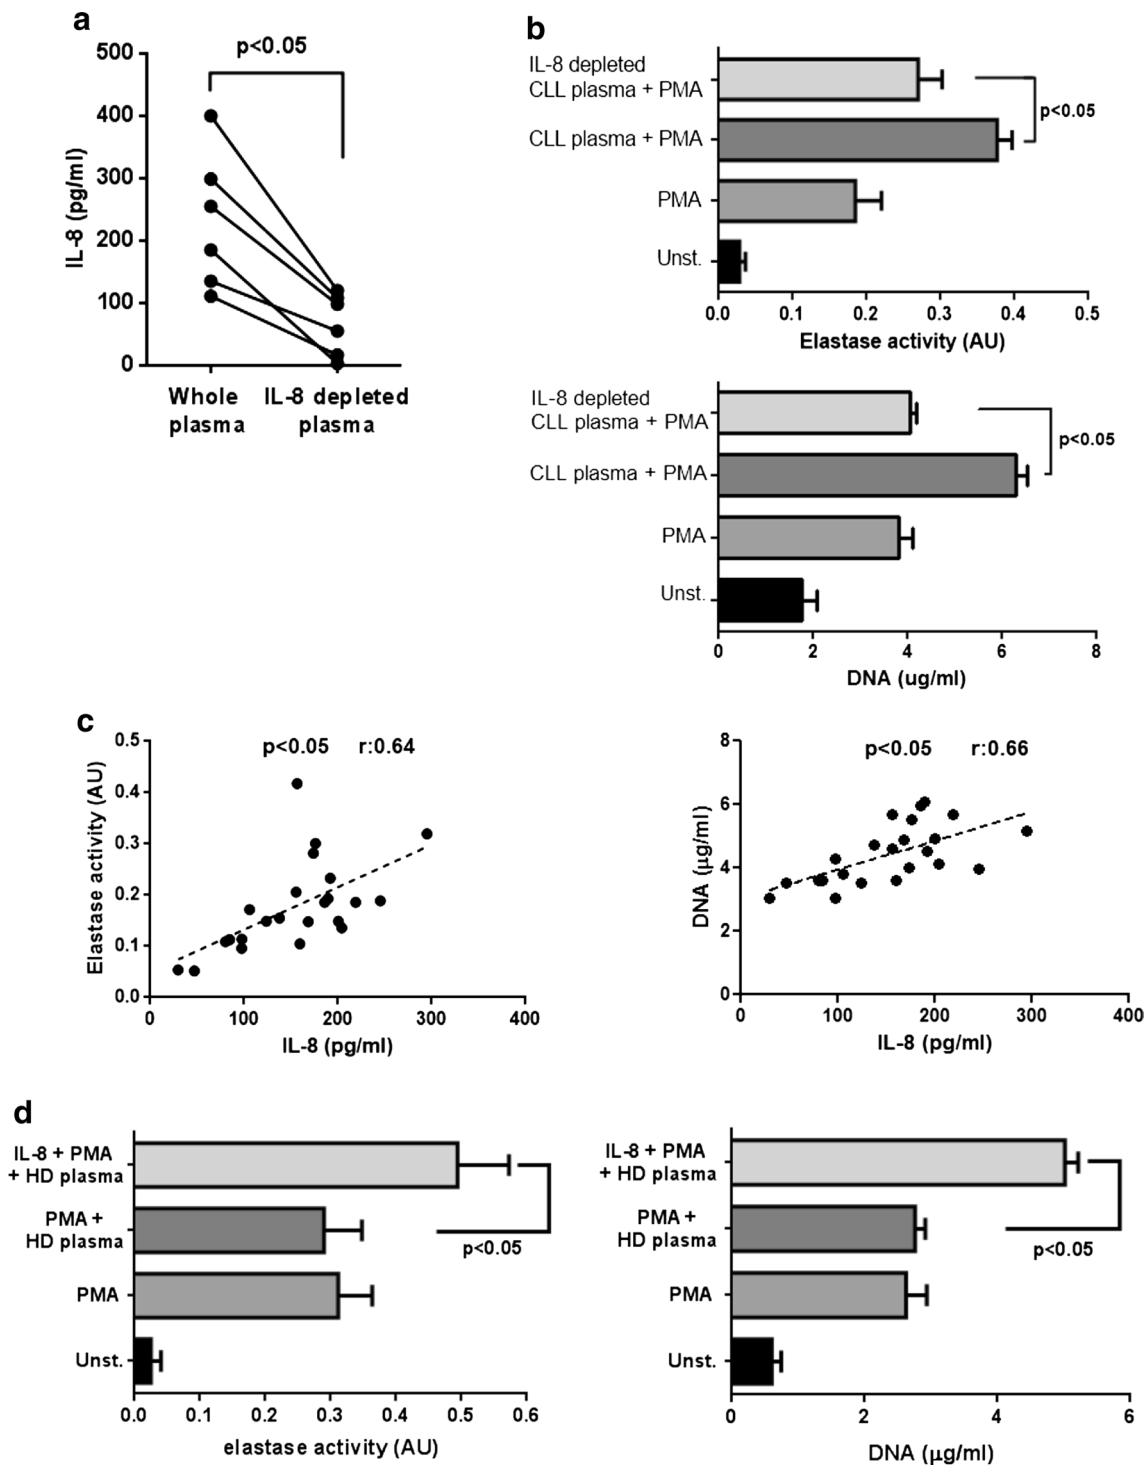 a
p<0.05
500
400
300
200
100
0
IL-8 (pg/ml)
Whole
plasma
IL-8 depleted
plasma
b
IL-8 depleted
CLL plasma + PMA
CLL plasma + PMA
PMA
Unst.
p<0.05
0.0 0.1 0.2 0.3 0.4 0.5
Elastase activity (AU)
IL-8 depleted
CLL plasma + PMA
CLL plasma + PMA
PMA
Unst.
p<0.05
0 2 4 6 8
DNA (ug/ml)
c
p<0.05 r:0.64
0.5
0.4
0.3
0.2
0.1
0.0
Elastase activity (AU)
0 100 200 300 400
IL-8 (pg/ml)
p<0.05 r:0.66
8
6
4
2
0
DNA (µg/ml)
0 100 200 300 400
IL-8 (pg/ml)
d
IL-8 + PMA
+ HD plasma
PMA +
HD plasma
PMA
Unst.
p<0.05
0.0 0.1 0.2 0.3 0.4 0.5 0.6
elastase activity (AU)
IL-8 + PMA
+ HD plasma
PMA +
HD plasma
PMA
Unst.
p<0.05
0 2 4 6
DNA (µg/ml)